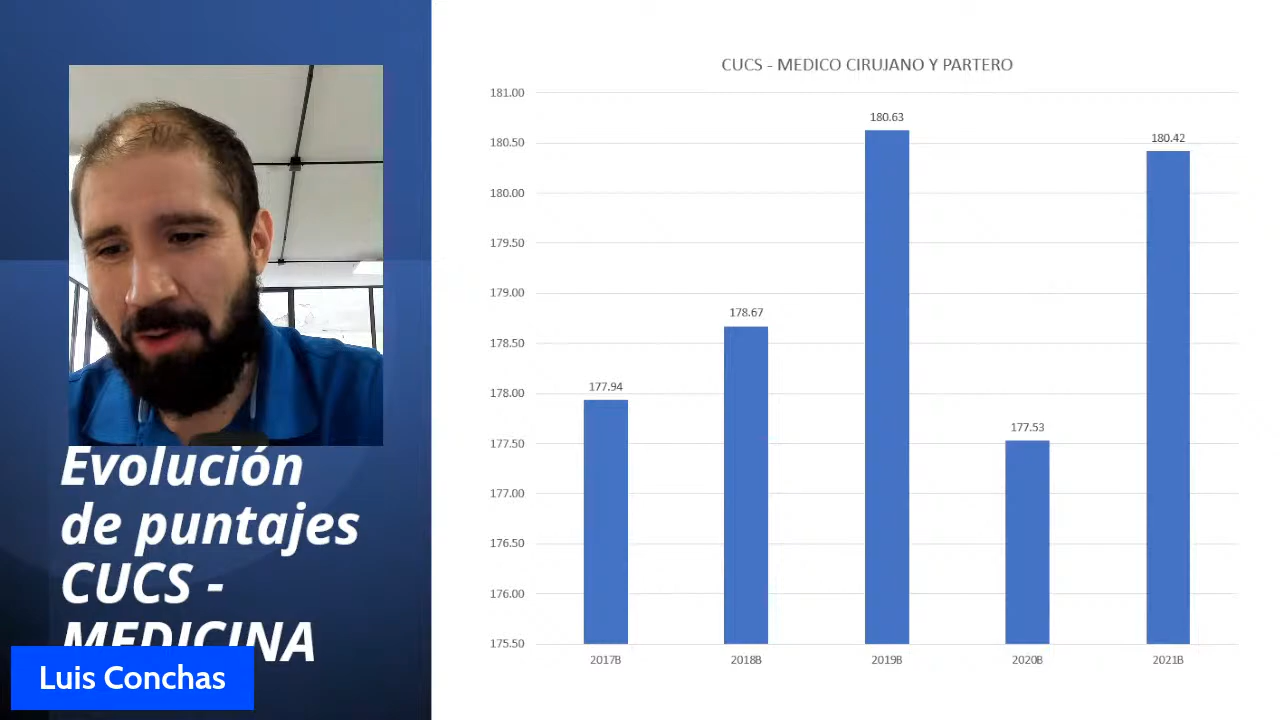 Evolución
de puntajes
CUCS -
MEDICINA
Luis Conchas
CUCS - MEDICO CIRUJANO Y PARTERO
181.00
180.50
180.00
179.50
179.00
178.50
178.00
177.50
177.00
176.50
176.00
175.50
177.94
178.67
180.63
177.53
180.42
2017B
2018B
2019B
2020B
2021B